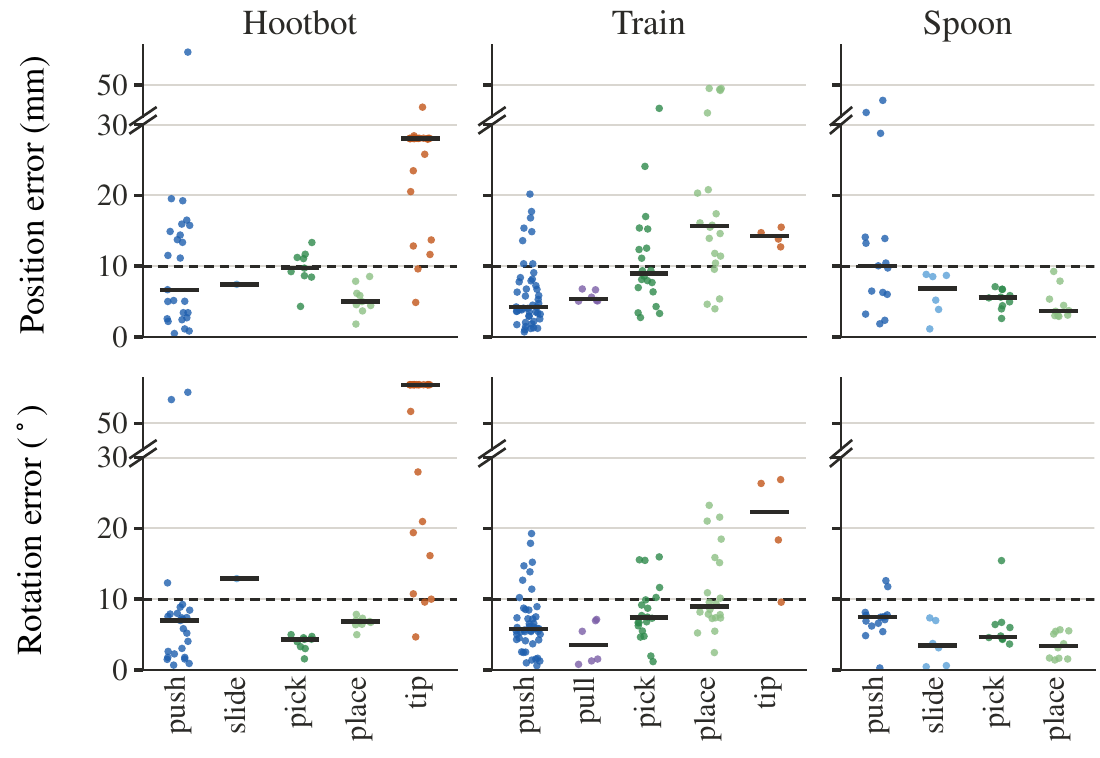 Hootbot Train Spoon
Position error (mm)
50
30
20
10
0
Rotation error (°)
50
30
20
10
0
push slide pick place tip
push pull pick place tip
push slide pick place